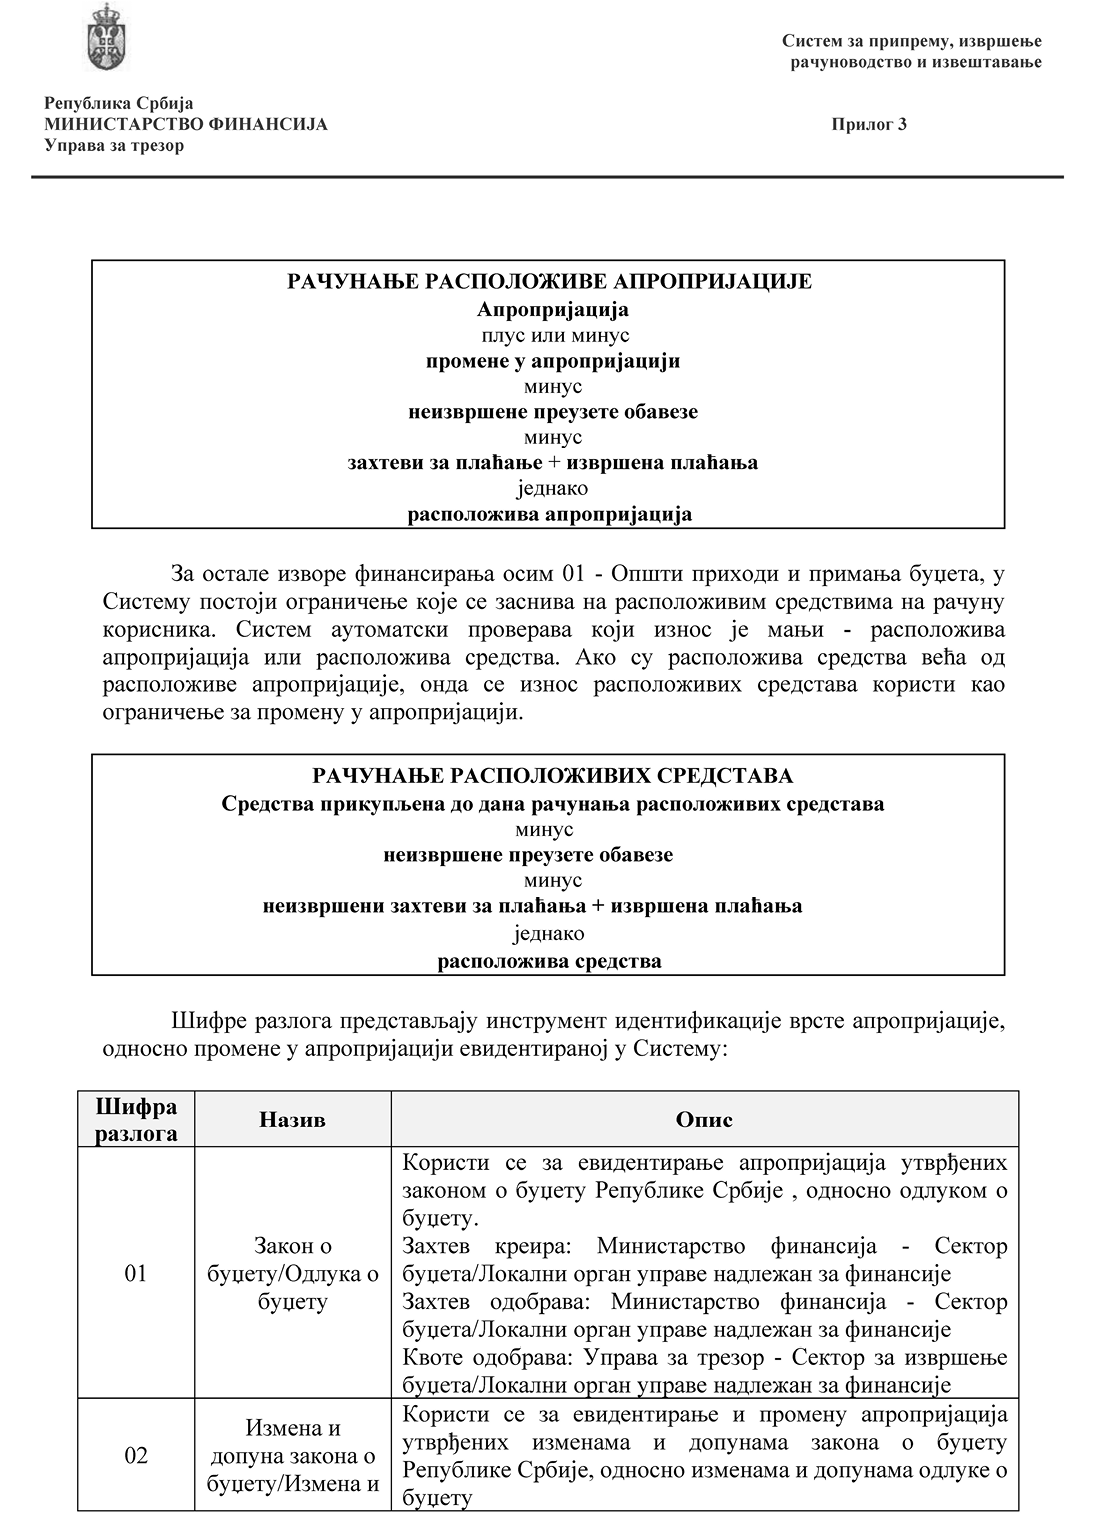 Систем за припрему, извршење
рачуноводство и извештавање
Република Србија
МИНИСТАРСТВО ФИНАНСИЈА
Прилог 3
Управа за трезор
РАЧУНАЊЕ РАСПОЛОЖИВЕ АПРОПРИЈАЦИЈЕ
Апропријација
плус или минус
промене у апропријацији
минус
неизвршене преузете обавезе
минус
захтеви за плаћање + извршена плаћања
једнако
расположива апропријација
За остале изворе финансирања осим 01 - Општи приходи и примања буџета, у
Систему постоји ограничење које се заснива на расположивим средствима на рачуну
корисника. Систем аутоматски проверава који износ је мањи - расположива
апропријација или расположива средства. Ако су расположива средства већа од
расположиве апропријације, онда се износ расположивих средстава користи као
ограничење за промену у апропријацији.
РАЧУНАЊЕ РАСПОЛОЖИВИХ СРЕДСТАВА
Средства прикупљена до дана рачунања расположивих средстава
минус
неизвршене преузете обавезе
минус
неизвршени захтеви за плаћања + извршена плаћања
једнако
расположива средства
Шифре разлога представљају инструмент идентификације врсте апропријације,
односно промене у апропријацији евидентираној у Систему:
Шифра
разлога
Назив
Опис
01
Закон о
буџету/Одлука о
буџету
Користи се за евидентирање апропријација утврђених
законом о буџету Републике Србије , односно одлуком о
буџету.
Захтев креира: Министарство финансија - Сектор
буџета/Локални орган управе надлежан за финансије
Захтев одобрава: Министарство финансија - Сектор
буџета/Локални орган управе надлежан за финансије
Квоте одобрава: Управа за трезор - Сектор за извршење
буџета/Локални орган управе надлежан за финансије
02
Измена и
допуна закона о
буџету/Измена и
Користи се за евидентирање и промену апропријација
утврђених изменама и допунама закона о буџету
Републике Србије, односно изменама и допунама одлуке о
буџету